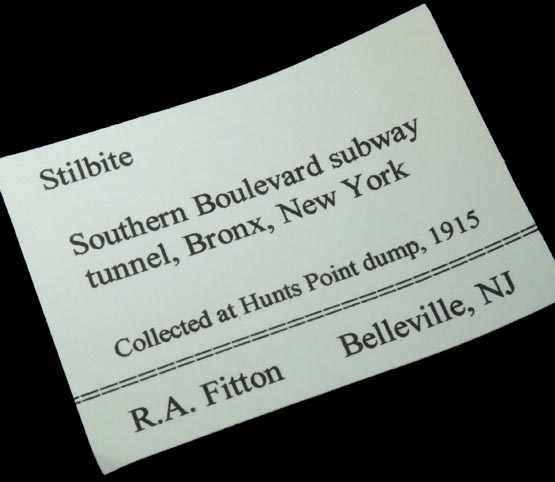 Stilbite
Southern Boulevard subway
tunnel, Bronx, New York
Collected at Hunts Point dump, 1915
R.A. Fitton Belleville, NJ